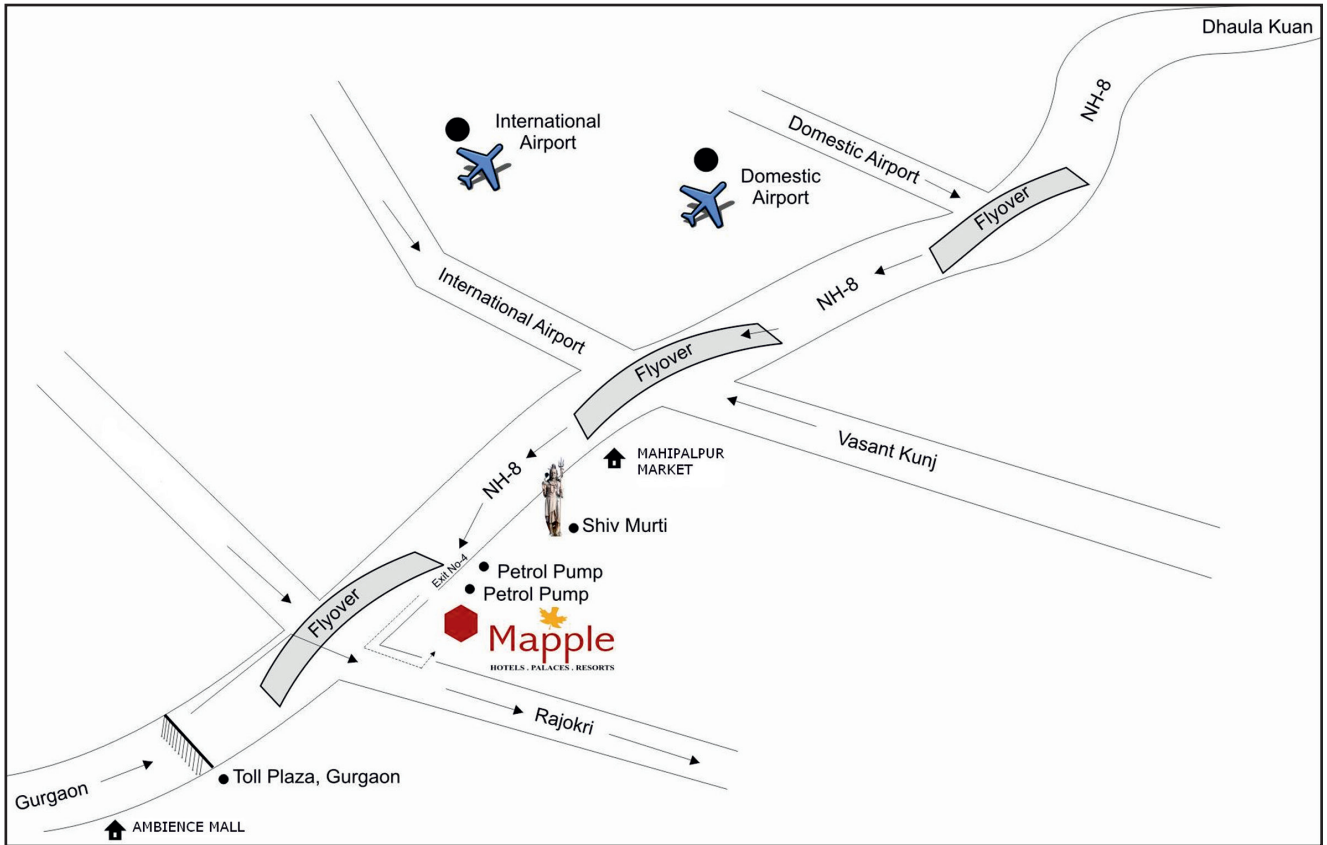 Dhaula Kuan
NH-8
International
Airport
Domestic Airport
Domestic
Airport
Flyover
NH-8
International Airport
Flyover
Vasant Kunj
MAHIPALPUR
MARKET
NH-8
Shiv Murti
Exit No-4
Petrol Pump
Petrol Pump
Flyover
Mapple
HOTELS . PALACES . RESORTS
Rajokri
Toll Plaza, Gurgaon
Gurgaon
AMBIENCE MALL